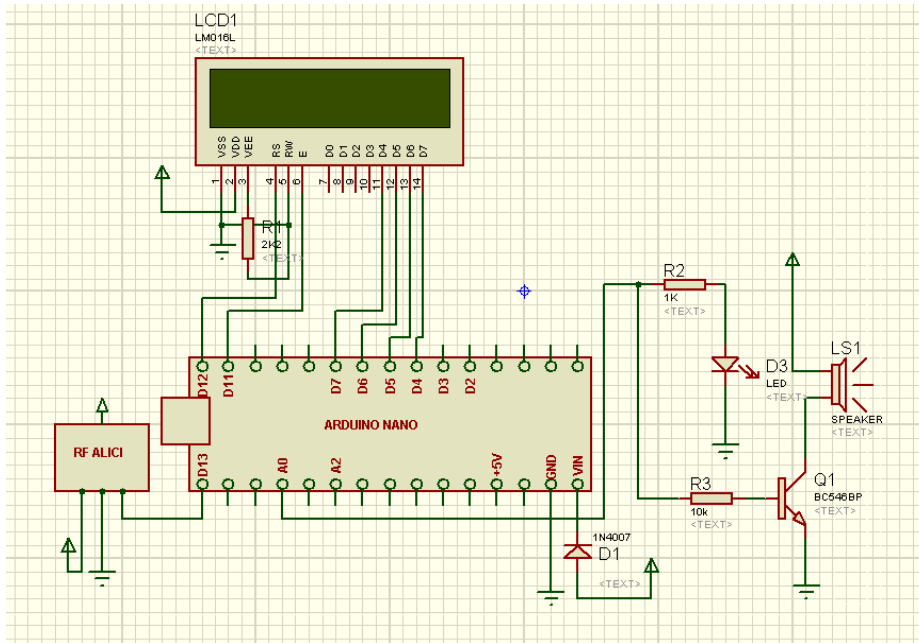 LCD1
LM016L
<TEXT>
VSS VDD VEE RS RW E D0 D1 D2 D3 D4 D5 D6 D7
1 2 3 4 5 6 7 8 9 10 11 12 13 14
R1
2K2
<TEXT>
R2
1K
<TEXT>
D12 D11 D7 D6 D5 D4 D3 D2
D3
LED
<TEXT>
LS1
SPEAKER
<TEXT>
ARDUINO NANO
RF ALICI
D13 A0 A2 +5V GND VIN
R3
10k
<TEXT>
Q1
BC546BP
<TEXT>
1N4007
D1
<TEXT>